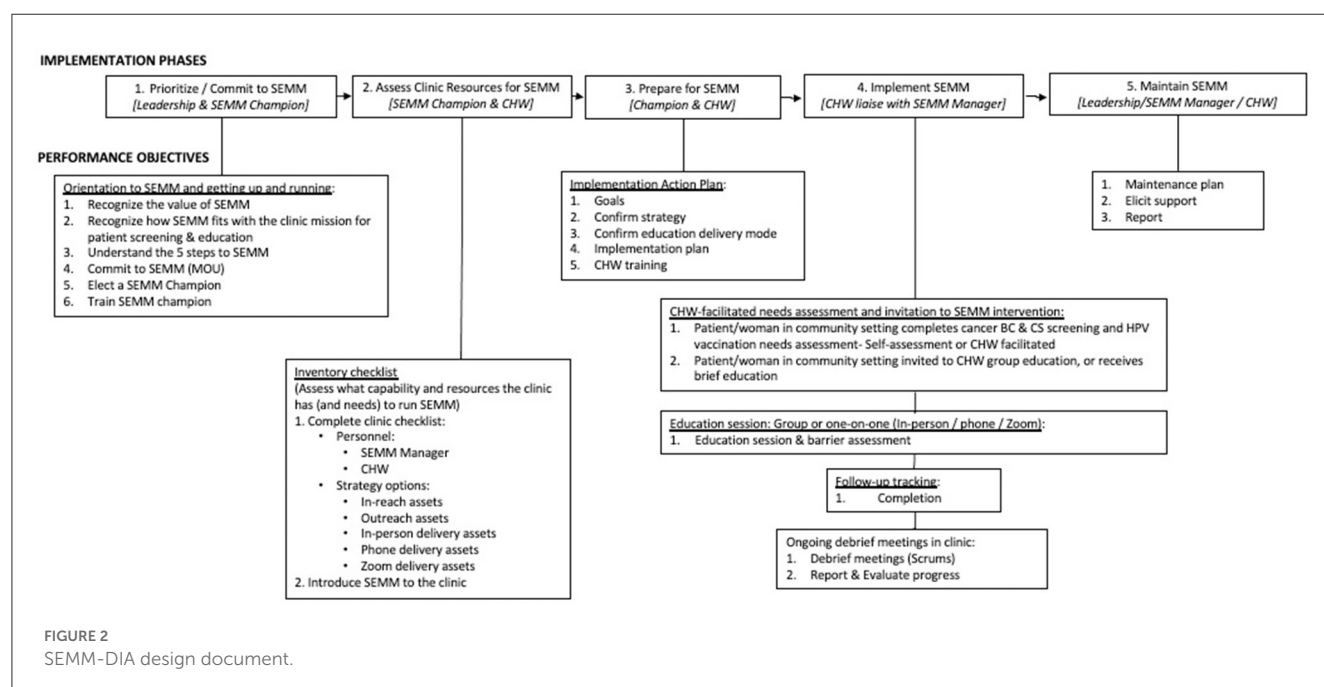 IMPLEMENTATION PHASES
1. Prioritize / Commit to SEMM
[Leadership & SEMM Champion]
2. Assess Clinic Resources for SEMM
[SEMM Champion & CHW]
3. Prepare for SEMM
[Champion & CHW]
4. Implement SEMM
[CHW liaise with SEMM Manager]
5. Maintain SEMM
[Leadership/SEMM Manager / CHW]
PERFORMANCE OBJECTIVES
Orientation to SEMM and getting up and running:
1. Recognize the value of SEMM
2. Recognize how SEMM fits with the clinic mission for
patient screening & education
3. Understand the 5 steps to SEMM
4. Commit to SEMM (MOU)
5. Elect a SEMM Champion
6. Train SEMM champion
Inventory checklist
(Assess what capability and resources the clinic
has (and needs) to run SEMM)
1. Complete clinic checklist:
• Personnel:
• SEMM Manager
• CHW
• Strategy options:
• In-reach assets
• Outreach assets
• In-person delivery assets
• Phone delivery assets
• Zoom delivery assets
2. Introduce SEMM to the clinic
Implementation Action Plan:
1. Goals
2. Confirm strategy
3. Confirm education delivery mode
4. Implementation plan
5. CHW training
CHW-facilitated needs assessment and invitation to SEMM intervention:
1. Patient/woman in community setting completes cancer BC & CS screening and HPV
vaccination needs assessment- Self-assessment or CHW facilitated
2. Patient/woman in community setting invited to CHW group education, or receives
brief education
Education session: Group or one-on-one (In-person / phone / Zoom):
1. Education session & barrier assessment
Follow-up tracking:
1. Completion
Ongoing debrief meetings in clinic:
1. Debrief meetings (Scrums)
2. Report & Evaluate progress
1. Maintenance plan
2. Elicit support
3. Report
FIGURE 2
SEMM-DIA design document.